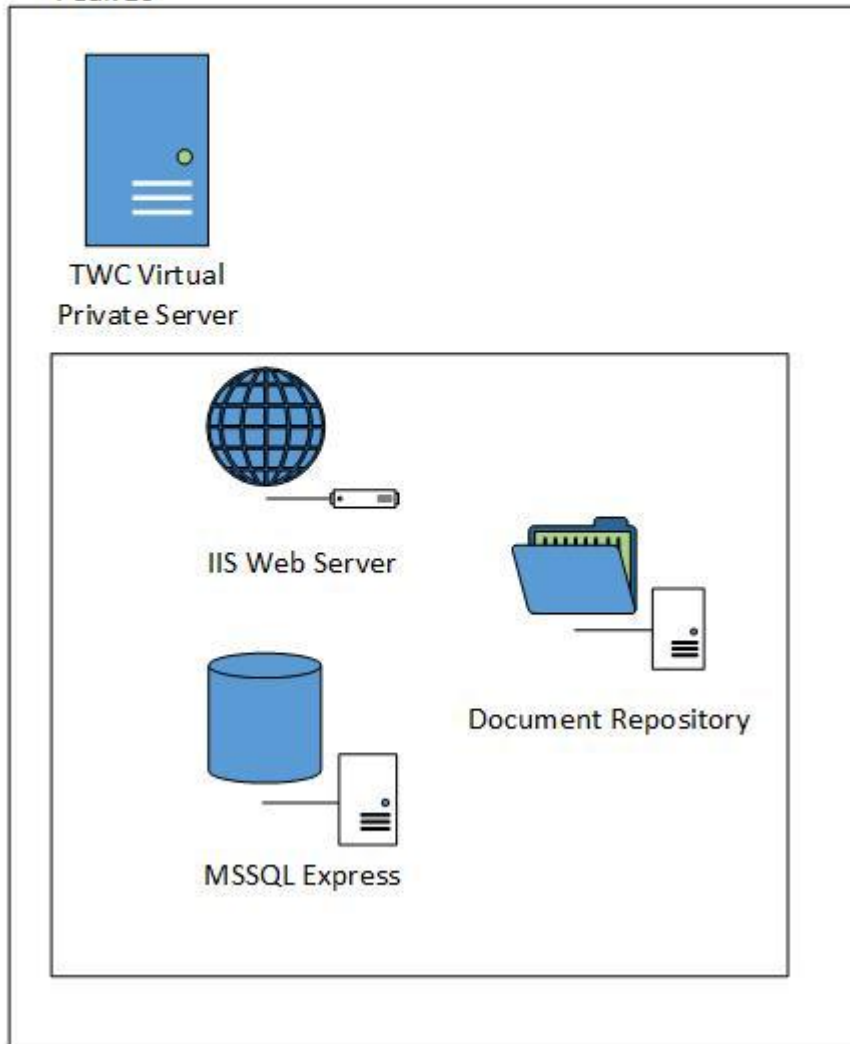 TWC Virtual
Private Server
IIS Web Server
Document Repository
MSSQL Express